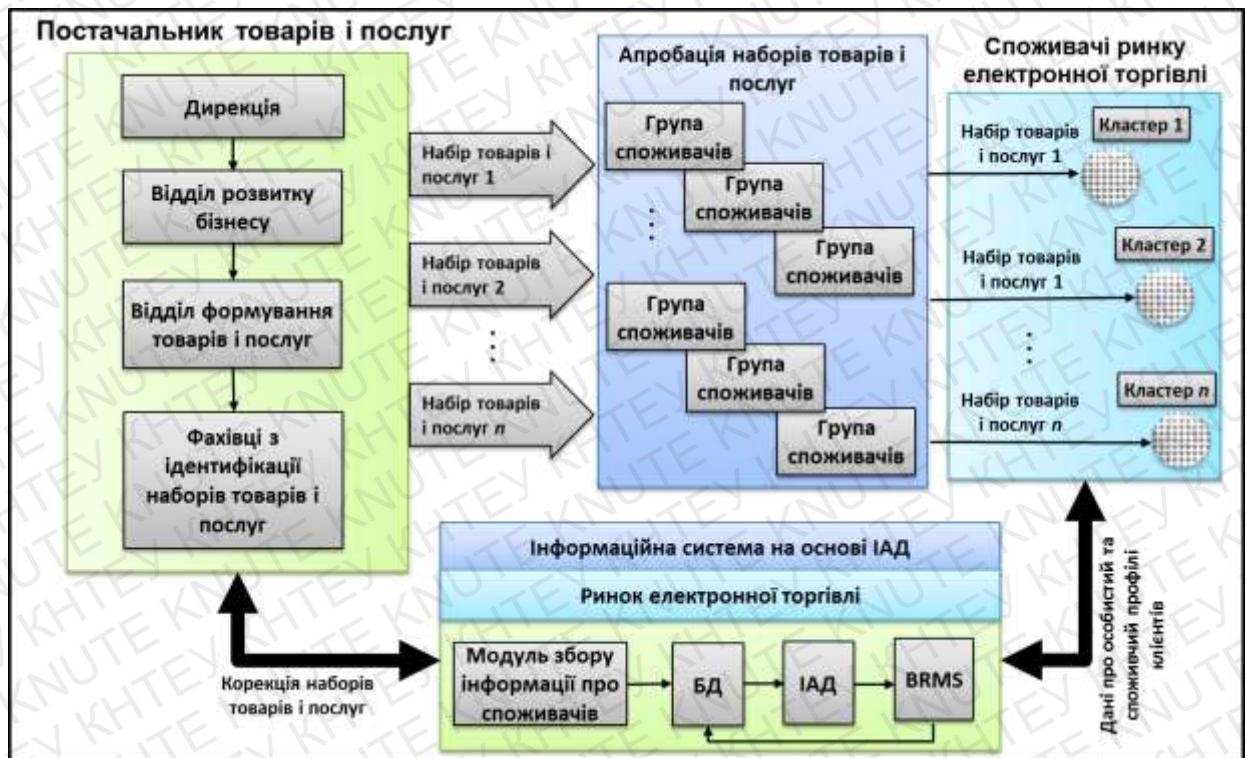 Постачальник товарів і послуг
Дирекція
Відділ розвитку
бізнесу
Відділ формування
товарів і послуг
Фахівці з
ідентифікації
наборів товарів і
послуг
Набір товарів і
послуг 1
Набір товарів
і послуг 2
Набір товарів
і послуг n
Апробація наборів товарів і
послуг
Група
споживачів
Група
споживачів
Група
споживачів
Група
споживачів
Група
споживачів
Група
споживачів
Споживачі ринку
електронної торгівлі
Набір товарів
і послуг 1
Кластер 1
Набір товарів
і послуг 1
Кластер 2
Набір товарів
і послуг n
Кластер n
Інформаційна система на основі ІАД
Ринок електронної торгівлі
Модуль збору
інформації про
споживачів
БД
ІАД
BRMS
Корекція наборів
товарів і послуг
Дані про особистий та
споживчий профілі
клієнтів
КНТЕУ KNUTE